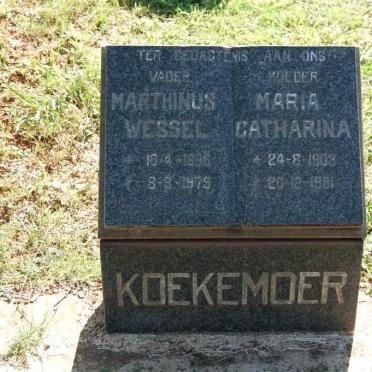 TER GEDAGTENIS AAN ONS
VADER MOEDER
MARTHINUS MARIA
WESSEL CATHARINA
* 16-4-1896 * 24-8-1903
† 8-9-1979 † 20-12-1981
KOEKEMOER